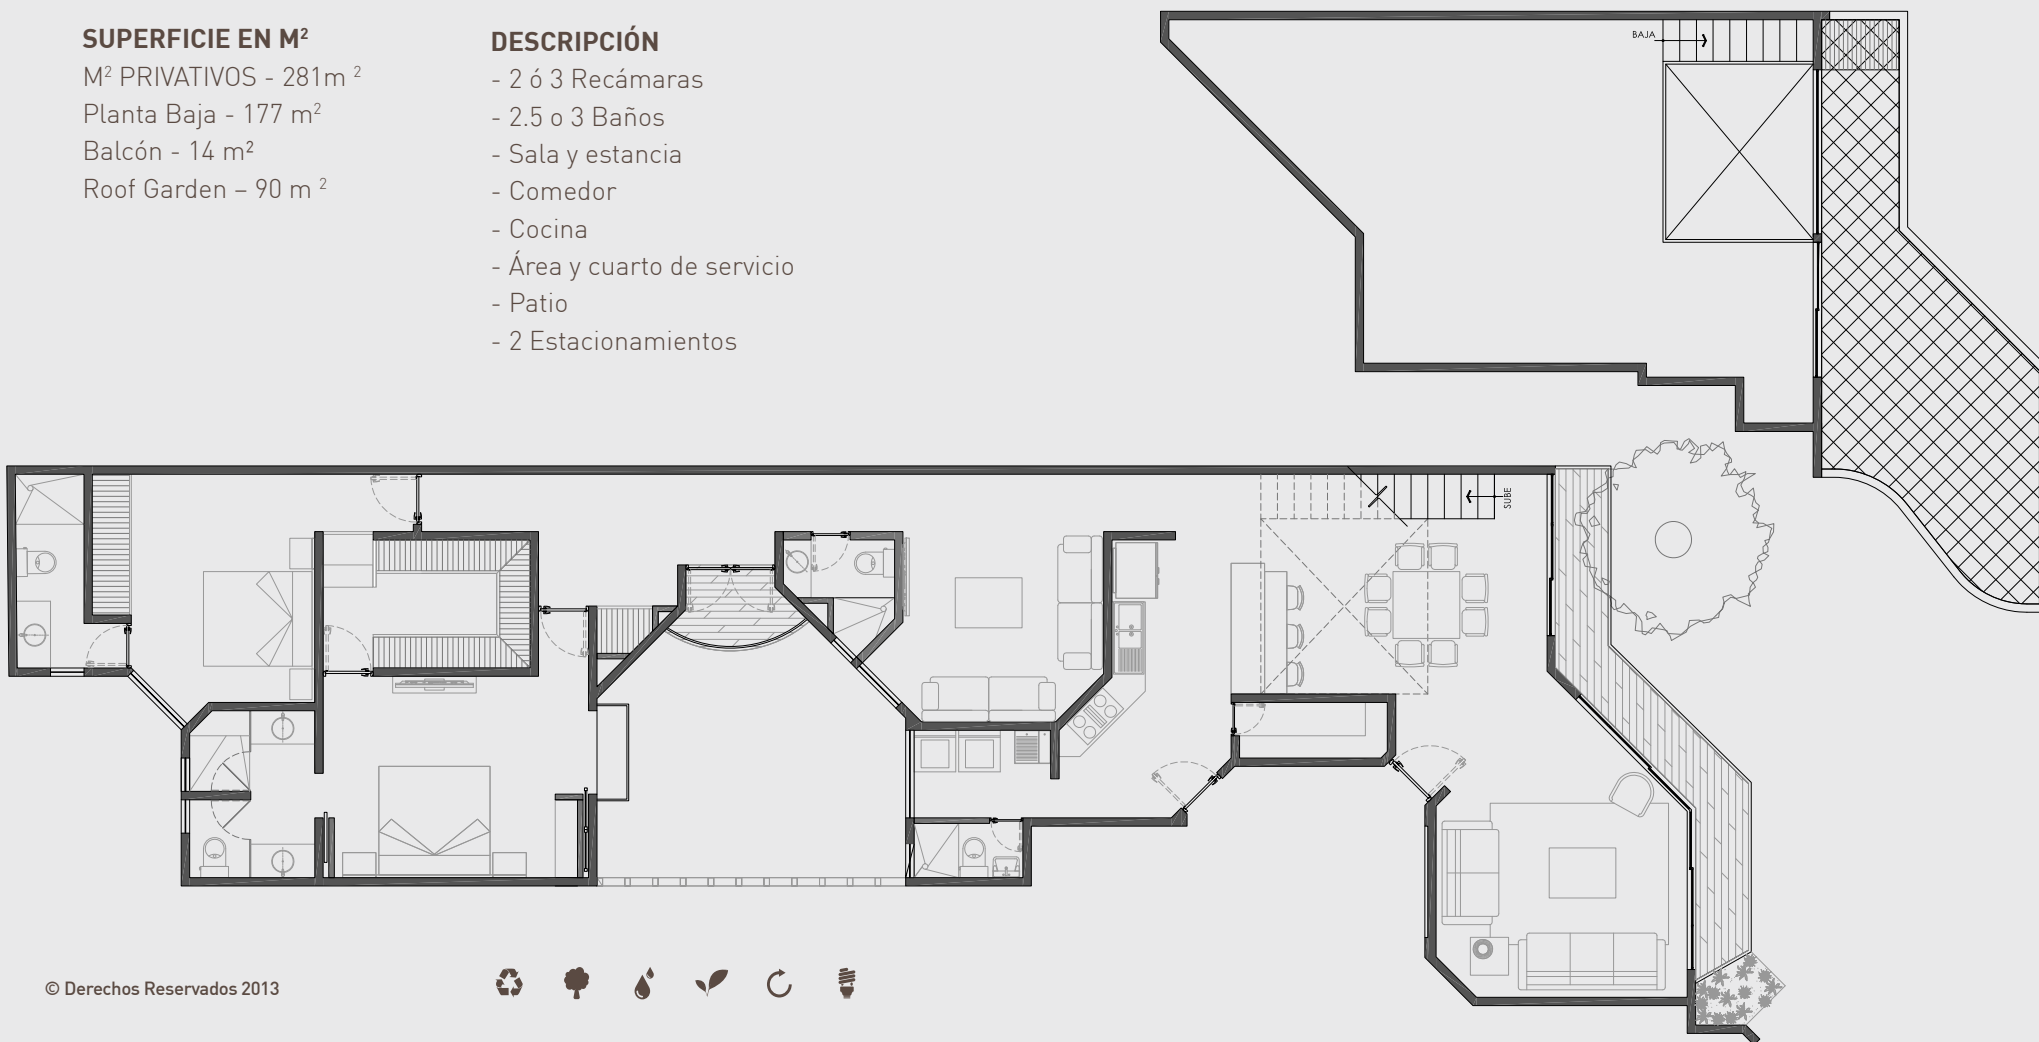 SUPERFICIE EN M²
M² PRIVATIVOS - 281m ²
Planta Baja - 177 m²
Balcón - 14 m²
Roof Garden – 90 m ²
DESCRIPCIÓN
- 2 ó 3 Recámaras
- 2.5 o 3 Baños
- Sala y estancia
- Comedor
- Cocina
- Área y cuarto de servicio
- Patio
- 2 Estacionamientos
BAJA
SUBE
© Derechos Reservados 2013